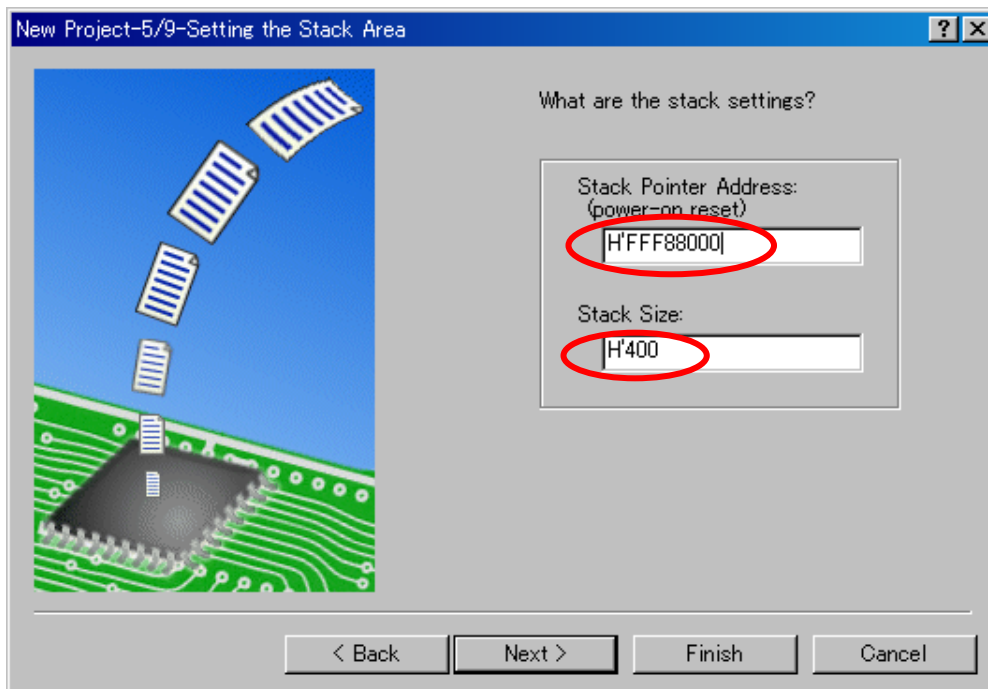 New Project-5/9-Setting the Stack Area
What are the stack settings?
Stack Pointer Address:
(power-on reset)
H'FFF88000
Stack Size:
H'400
< Back
Next >
Finish
Cancel